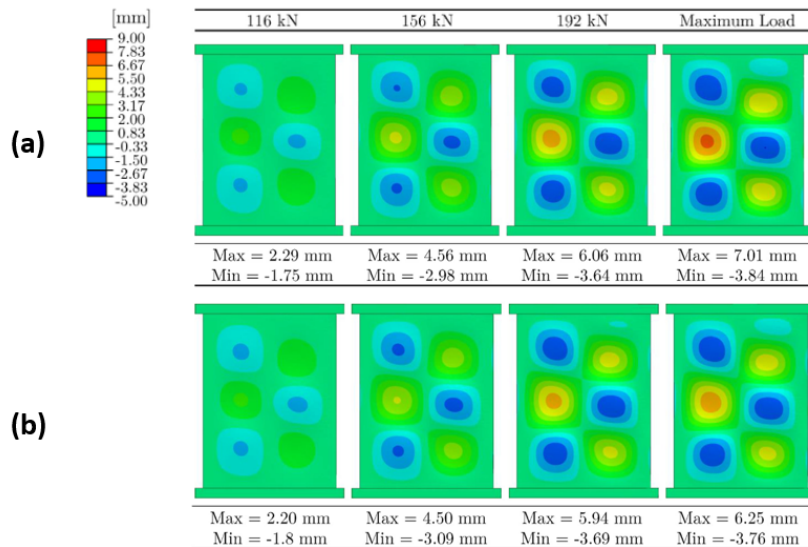 [mm]
9.00
7.83
6.67
5.50
4.33
3.17
2.00
0.83
-0.33
-1.50
-2.67
-3.83
-5.00
116 kN 156 kN 192 kN Maximum Load
(a)
Max = 2.29 mm Max = 4.56 mm Max = 6.06 mm Max = 7.01 mm
Min = -1.75 mm Min = -2.98 mm Min = -3.64 mm Min = -3.84 mm
(b)
Max = 2.20 mm Max = 4.50 mm Max = 5.94 mm Max = 6.25 mm
Min = -1.8 mm Min = -3.09 mm Min = -3.69 mm Min = -3.76 mm